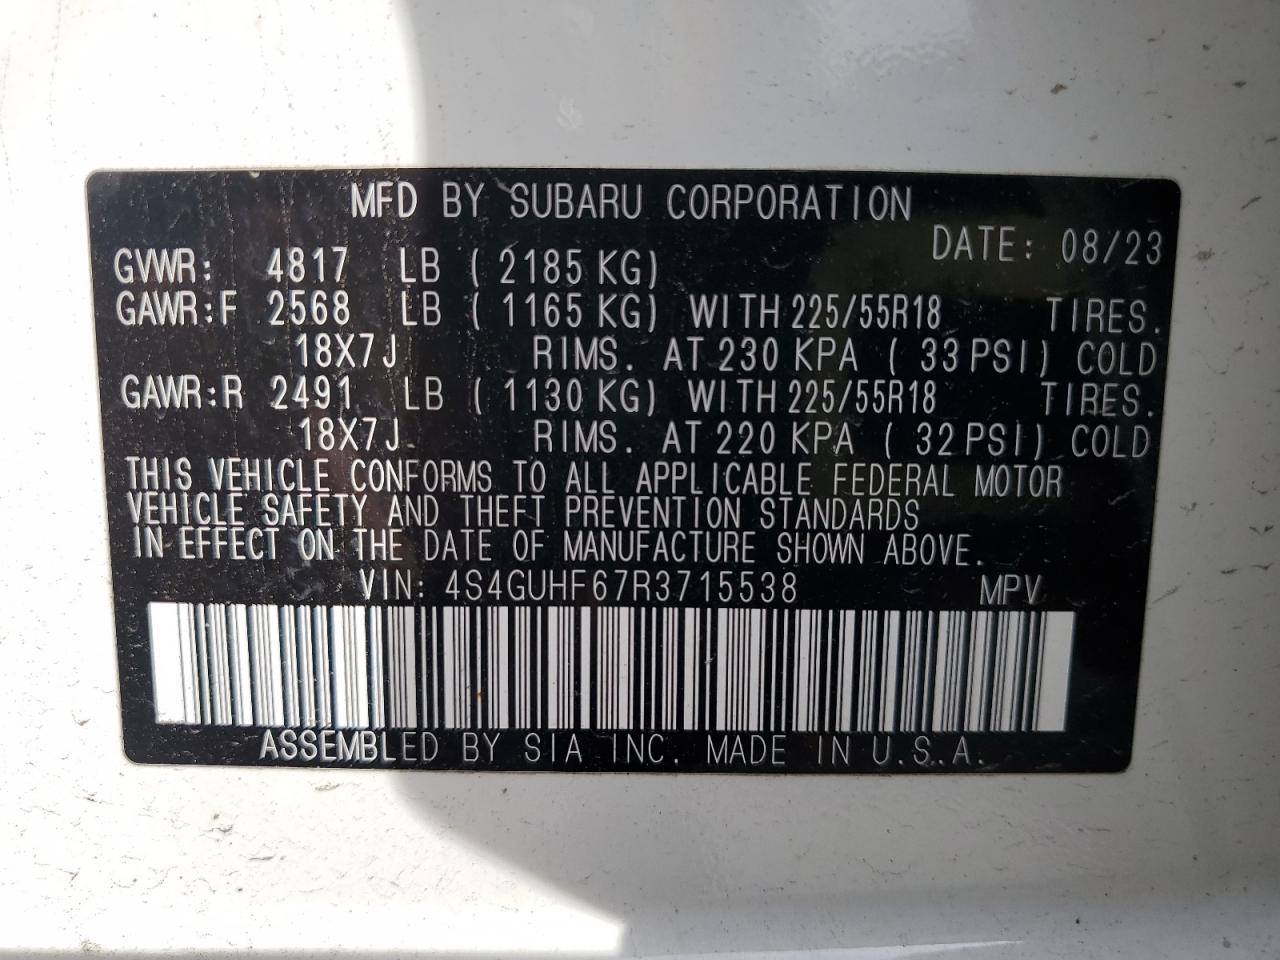 MFD BY SUBARU CORPORATION
DATE: 08/23
GVWR: 4817 LB ( 2185 KG)
GAWR:F 2568 LB ( 1165 KG) WITH 225/55R18 TIRES.
18X7J RIMS. AT 230 KPA ( 33 PSI) COLD
GAWR:R 2491 LB ( 1130 KG) WITH 225/55R18 TIRES.
18X7J RIMS. AT 220 KPA ( 32 PSI) COLD
THIS VEHICLE CONFORMS TO ALL APPLICABLE FEDERAL MOTOR
VEHICLE SAFETY AND THEFT PREVENTION STANDARDS
IN EFFECT ON THE DATE OF MANUFACTURE SHOWN ABOVE.
VIN: 4S4GUHF67R3715538 MPV
ASSEMBLED BY SIA INC. MADE IN U.S.A.